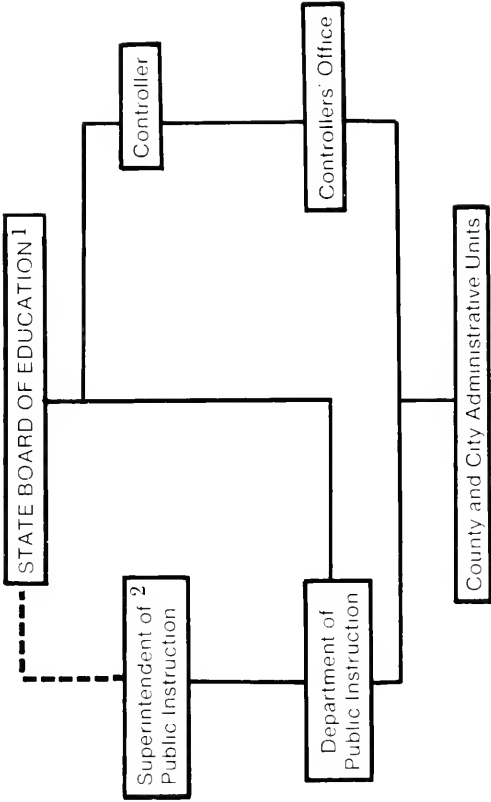 STATE BOARD OF EDUCATION1
Superintendent of 2
Public Instruction
Controller
Department of
Public Instruction
Controllers' Office
County and City Administrative Units